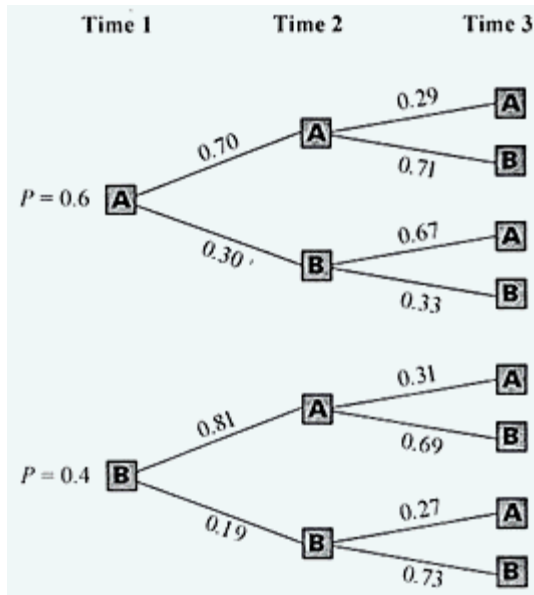 Time 1 Time 2 Time 3
0.29 A
0.70 A
0.71 B
P = 0.6 A
0.67 A
0.30 B
0.33 B
0.31 A
0.81 A
0.69 B
P = 0.4 B
0.27 A
0.19 B
0.73 B